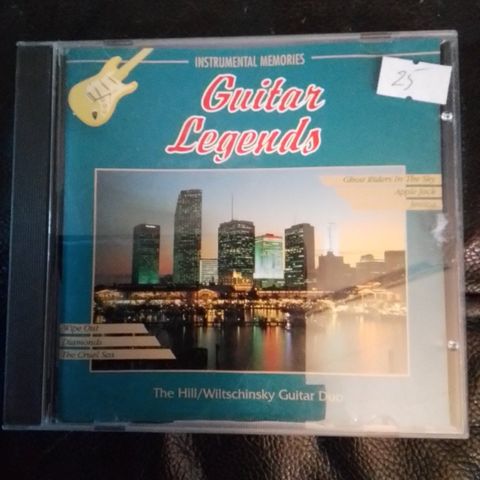 INSTRUMENTAL MEMORIES
25
Guitar
Legends
Ghost Riders In The Sky
Apple Jack
Jessica
Wipe Out
Diamonds
The Cruel Sea
The Hill/Wiltschinsky Guitar Duo